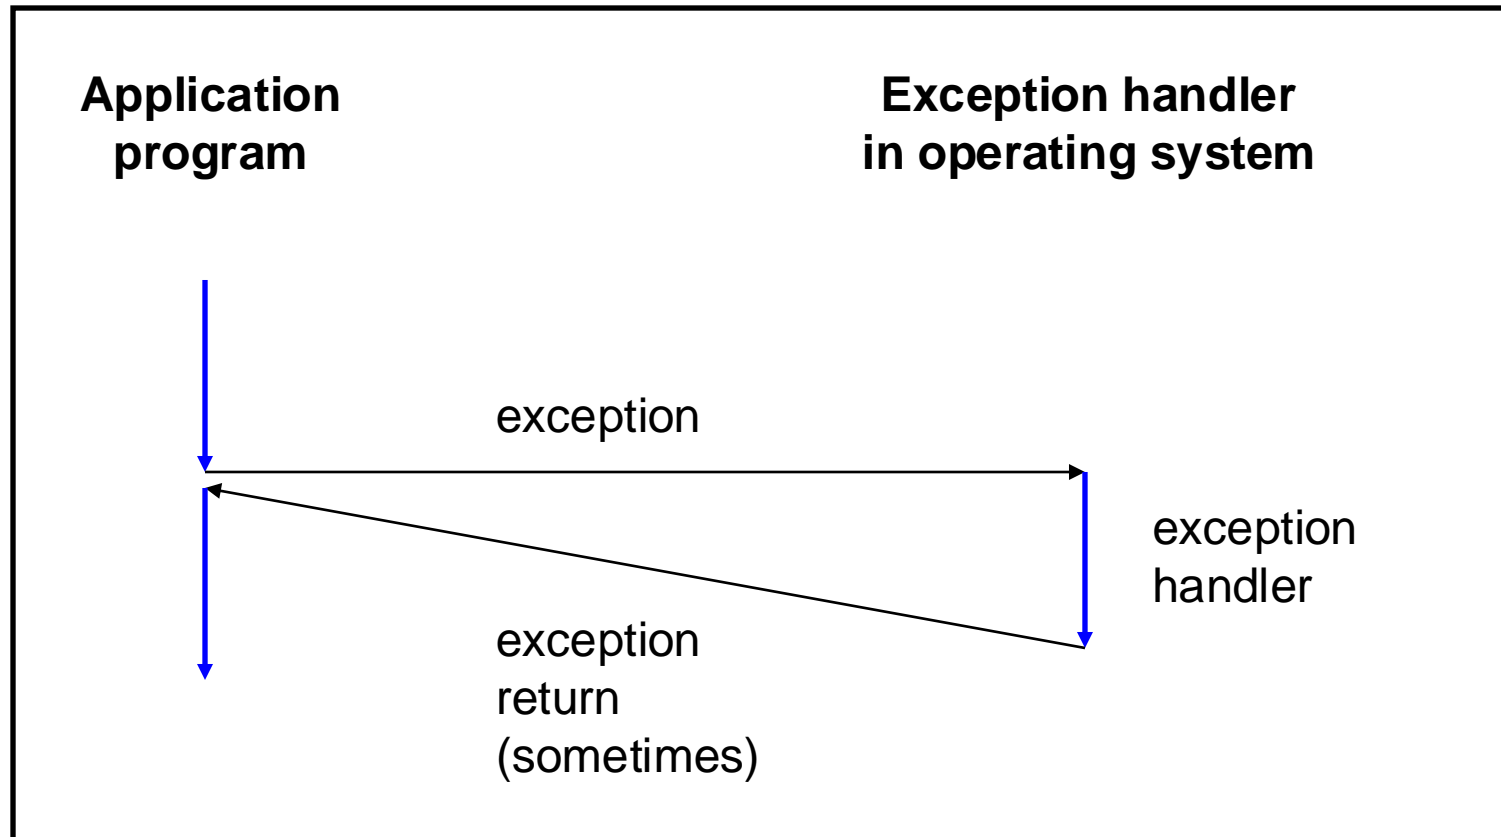 Application
program
Exception handler
in operating system
exception
exception
handler
exception
return
(sometimes)